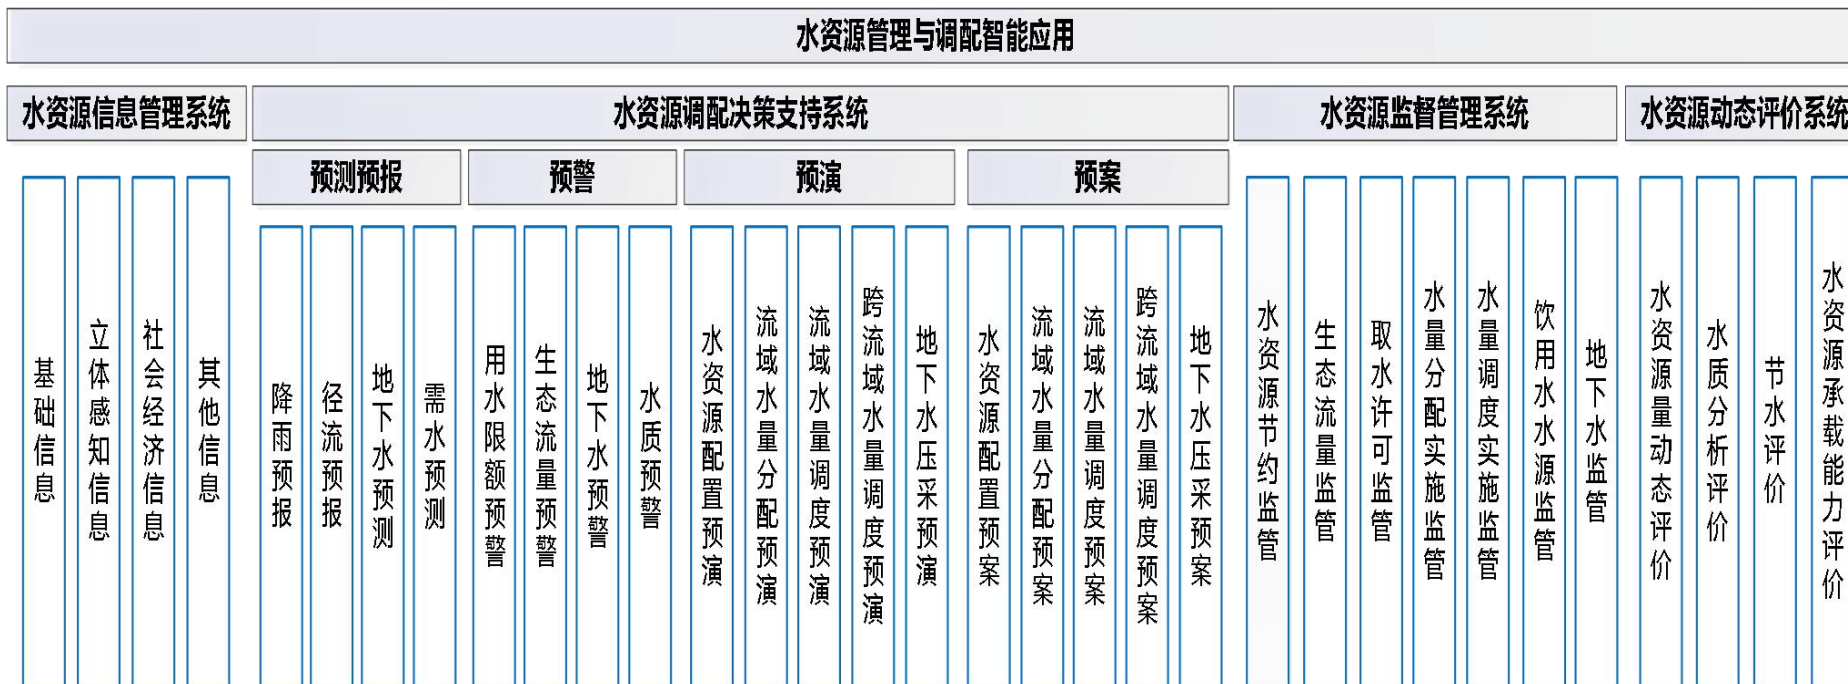 水资源管理与调配智能应用
水资源信息管理系统
水资源调配决策支持系统
水资源监督管理系统
水资源动态评价系统
预测预报
预警
预演
预案
基础信息
立体感知信息
社会经济信息
其他信息
降雨预报
径流预报
地下水预测
需水预测
用水限额预警
生态流量预警
地下水预警
水质预警
水资源配置预演
流域水量分配预演
流域水量调度预演
跨流域水量调度预演
地下水压采预演
水资源配置预案
流域水量分配预案
流域水量调度预案
跨流域水量调度预案
地下水压采预案
水资源节约监管
生态流量监管
取水许可监管
水量分配实施监管
水量调度实施监管
饮用水水源监管
地下水监管
水资源量动态评价
水质分析评价
节水评价
水资源承载能力评价